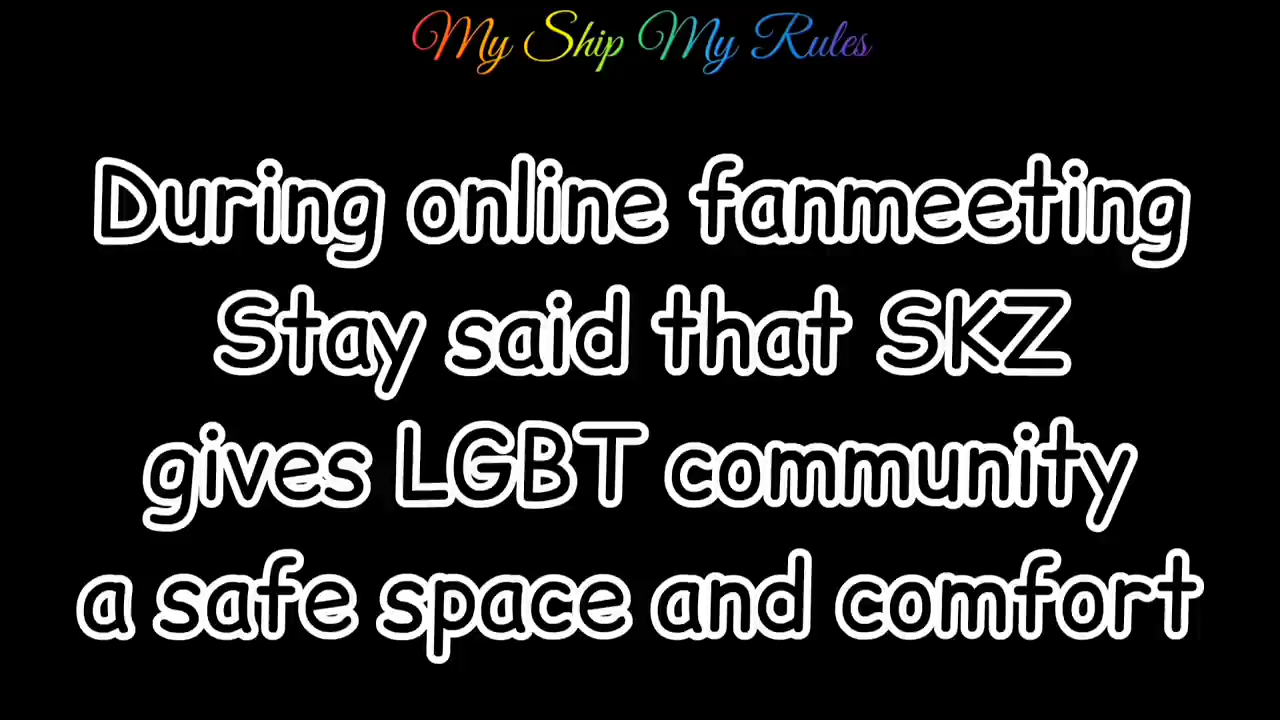 My Ship My Rules
During online fanmeeting
Stay said that SKZ
gives LGBT community
a safe space and comfort